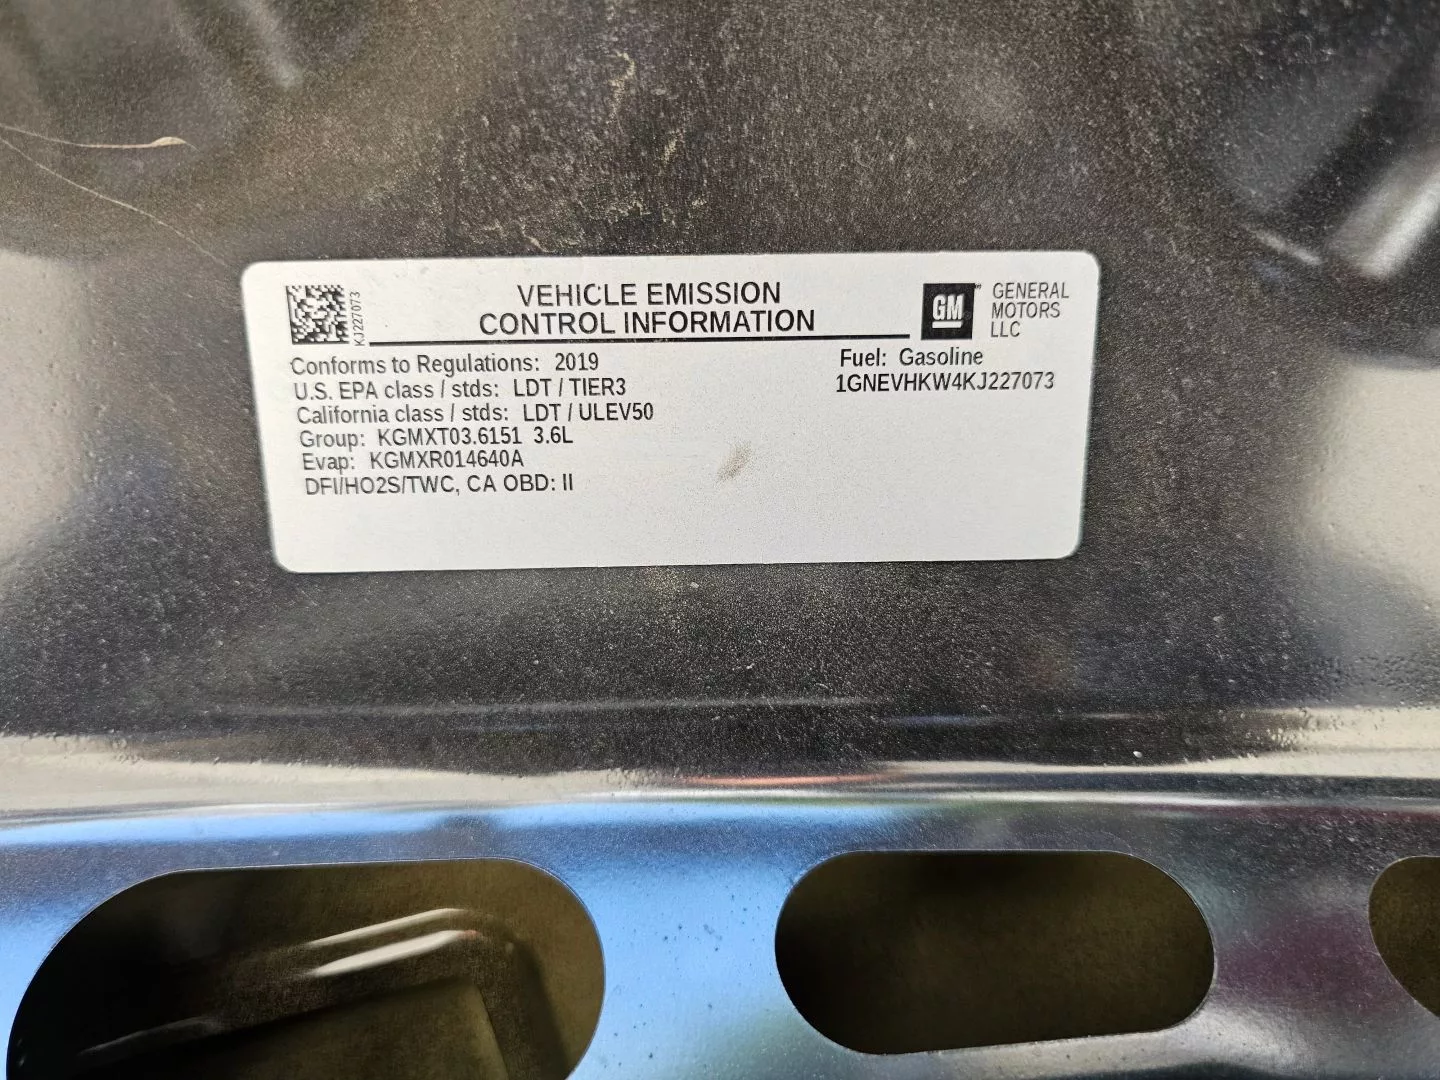 KJ227073
VEHICLE EMISSION
CONTROL INFORMATION
GM
GENERAL
MOTORS
LLC
Conforms to Regulations: 2019
U.S. EPA class / stds: LDT / TIER3
California class / stds: LDT / ULEV50
Group: KGMXT03.6151 3.6L
Evap: KGMXR014640A
DFI/HO2S/TWC, CA OBD: II
Fuel: Gasoline
1GNEVHKW4KJ227073